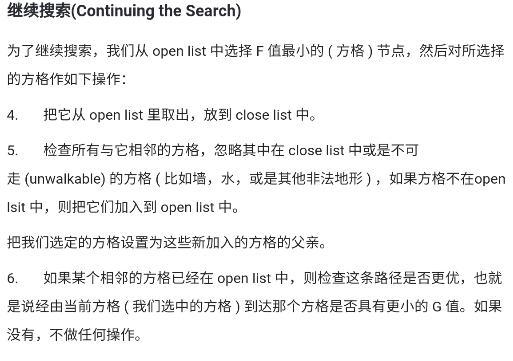 继续搜索(Continuing the Search)
为了继续搜索，我们从 open list 中选择 F 值最小的 ( 方格 ) 节点，然后对所选择
的方格作如下操作：
4. 把它从 open list 里取出，放到 close list 中。
5. 检查所有与它相邻的方格，忽略其中在 close list 中或是不可
走 (unwalkable) 的方格 ( 比如墙，水，或是其他非法地形 ) ，如果方格不在open
lsit 中，则把它们加入到 open list 中。
把我们选定的方格设置为这些新加入的方格的父亲。
6. 如果某个相邻的方格已经在 open list 中，则检查这条路径是否更优，也就
是说经由当前方格 ( 我们选中的方格 ) 到达那个方格是否具有更小的 G 值。如果
没有，不做任何操作。